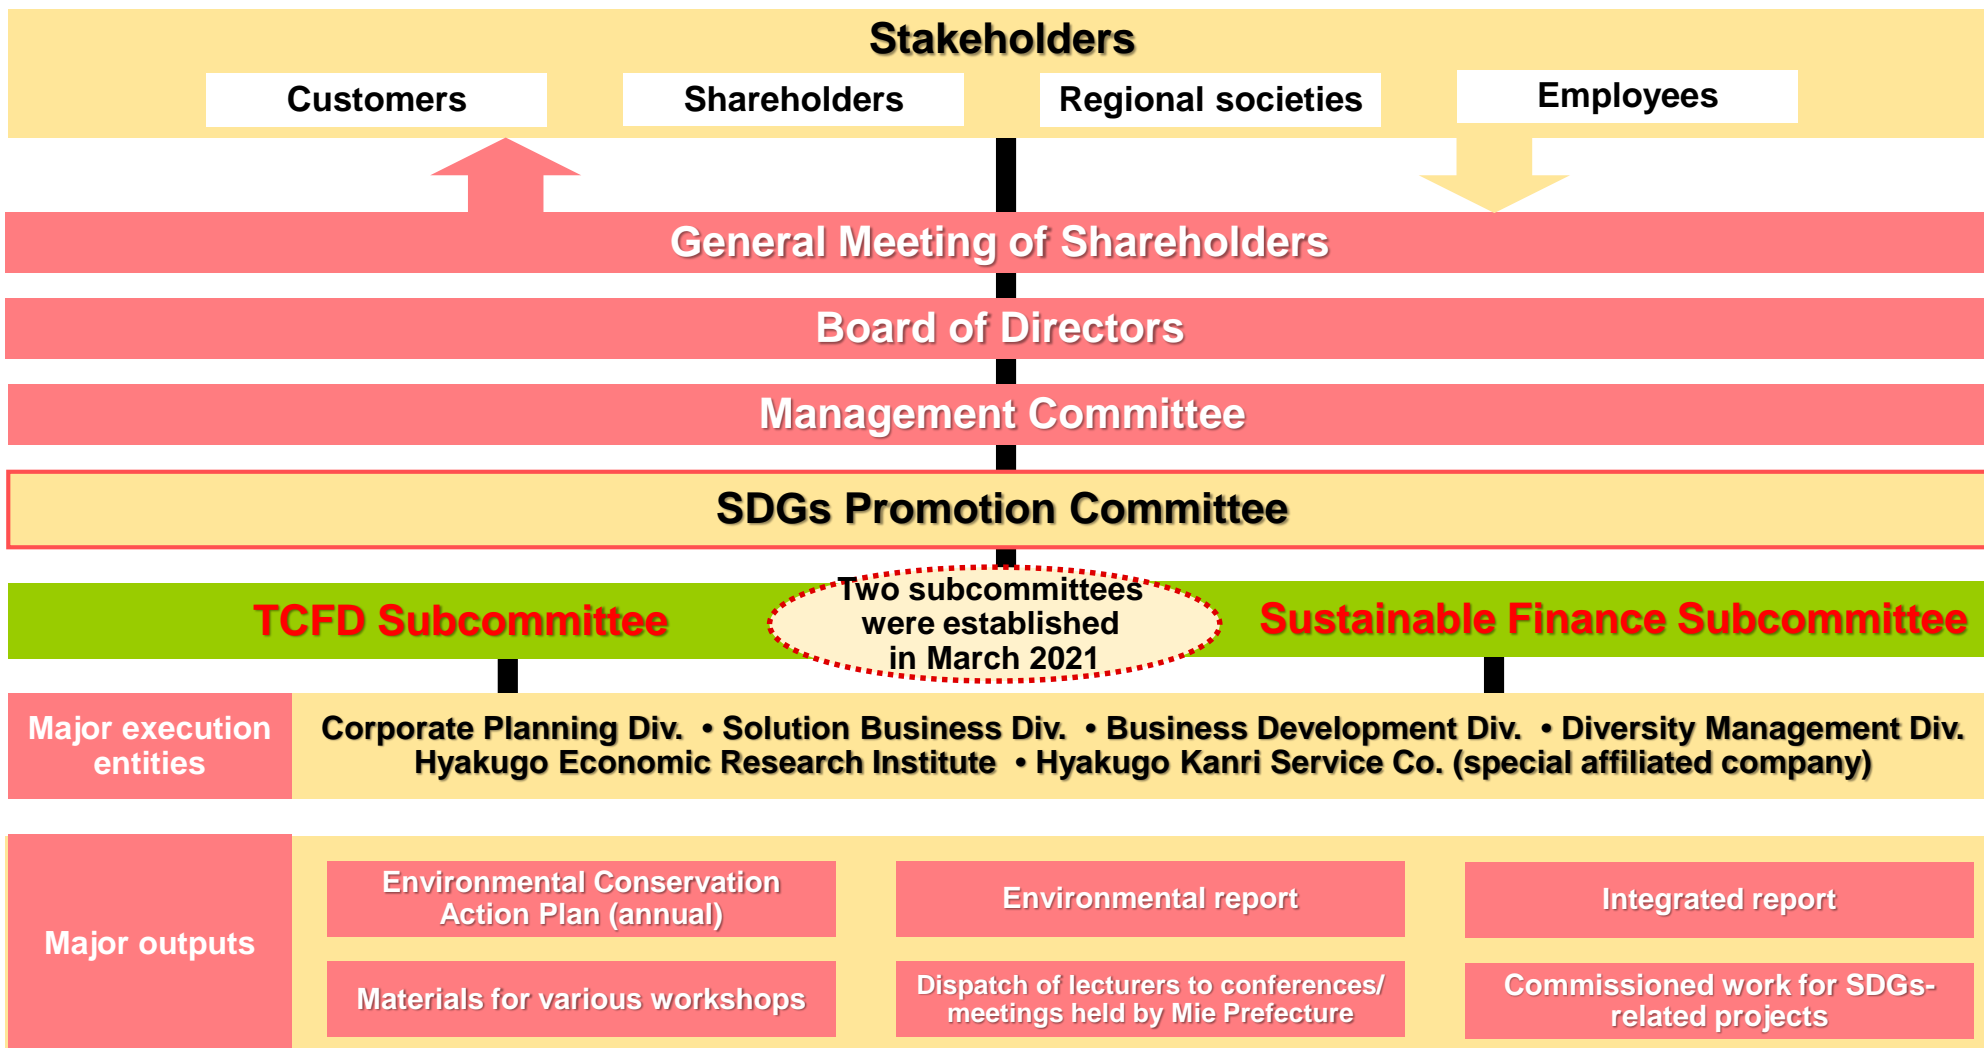 Stakeholders
Customers
Shareholders
Regional societies
Employees
General Meeting of Shareholders
Board of Directors
Management Committee
SDGs Promotion Committee
TCFD Subcommittee
Two subcommittees
were established
in March 2021
Sustainable Finance Subcommittee
Major execution
entities
Corporate Planning Div. • Solution Business Div. • Business Development Div. • Diversity Management Div.
Hyakugo Economic Research Institute • Hyakugo Kanri Service Co. (special affiliated company)
Major outputs
Environmental Conservation
Action Plan (annual)
Environmental report
Integrated report
Materials for various workshops
Dispatch of lecturers to conferences/
meetings held by Mie Prefecture
Commissioned work for SDGs-
related projects